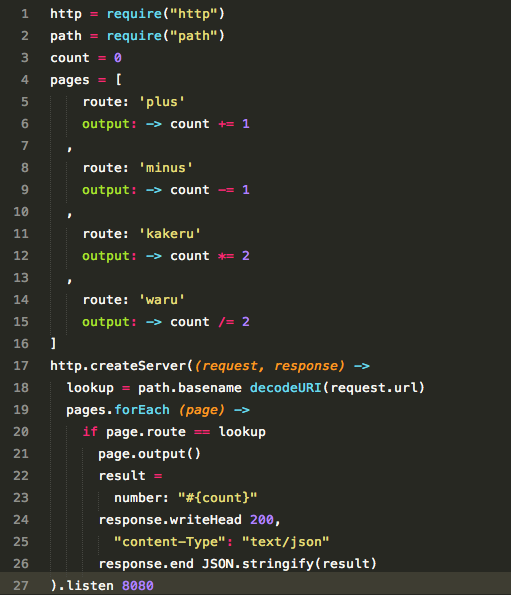 1 http = require("http")
2 path = require("path")
3 count = 0
4 pages = [
5 route: 'plus'
6 output: -> count += 1
7 ,
8 route: 'minus'
9 output: -> count -= 1
10 ,
11 route: 'kakeru'
12 output: -> count *= 2
13 ,
14 route: 'waru'
15 output: -> count /= 2
16 ]
17 http.createServer((request, response) ->
18 lookup = path.basename decodeURI(request.url)
19 pages.forEach (page) ->
20 if page.route == lookup
21 page.output()
22 result =
23 number: "#{count}"
24 response.writeHead 200,
25 "content-Type": "text/json"
26 response.end JSON.stringify(result)
27 ).listen 8080